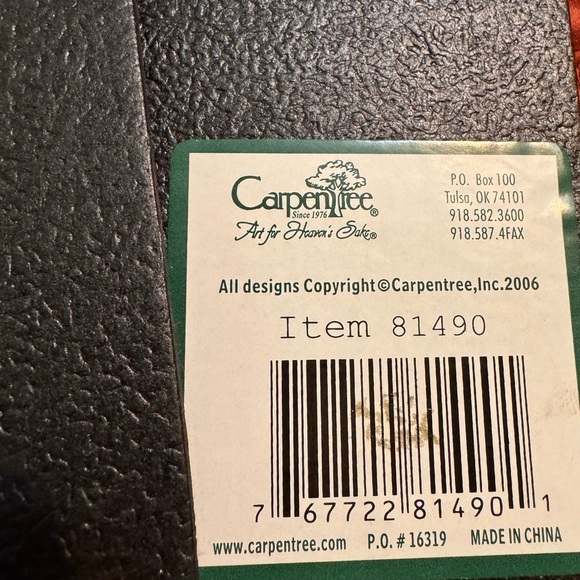 CarpenTree®
Since 1976
Art for Heaven's Sake®
P.O. Box 100
Tulsa, OK 74101
918.582.3600
918.587.4FAX
All designs Copyright©Carpentree,Inc.2006
Item 81490
7 67722 81490 1
www.carpentree.com P.O. # 16319 MADE IN CHINA